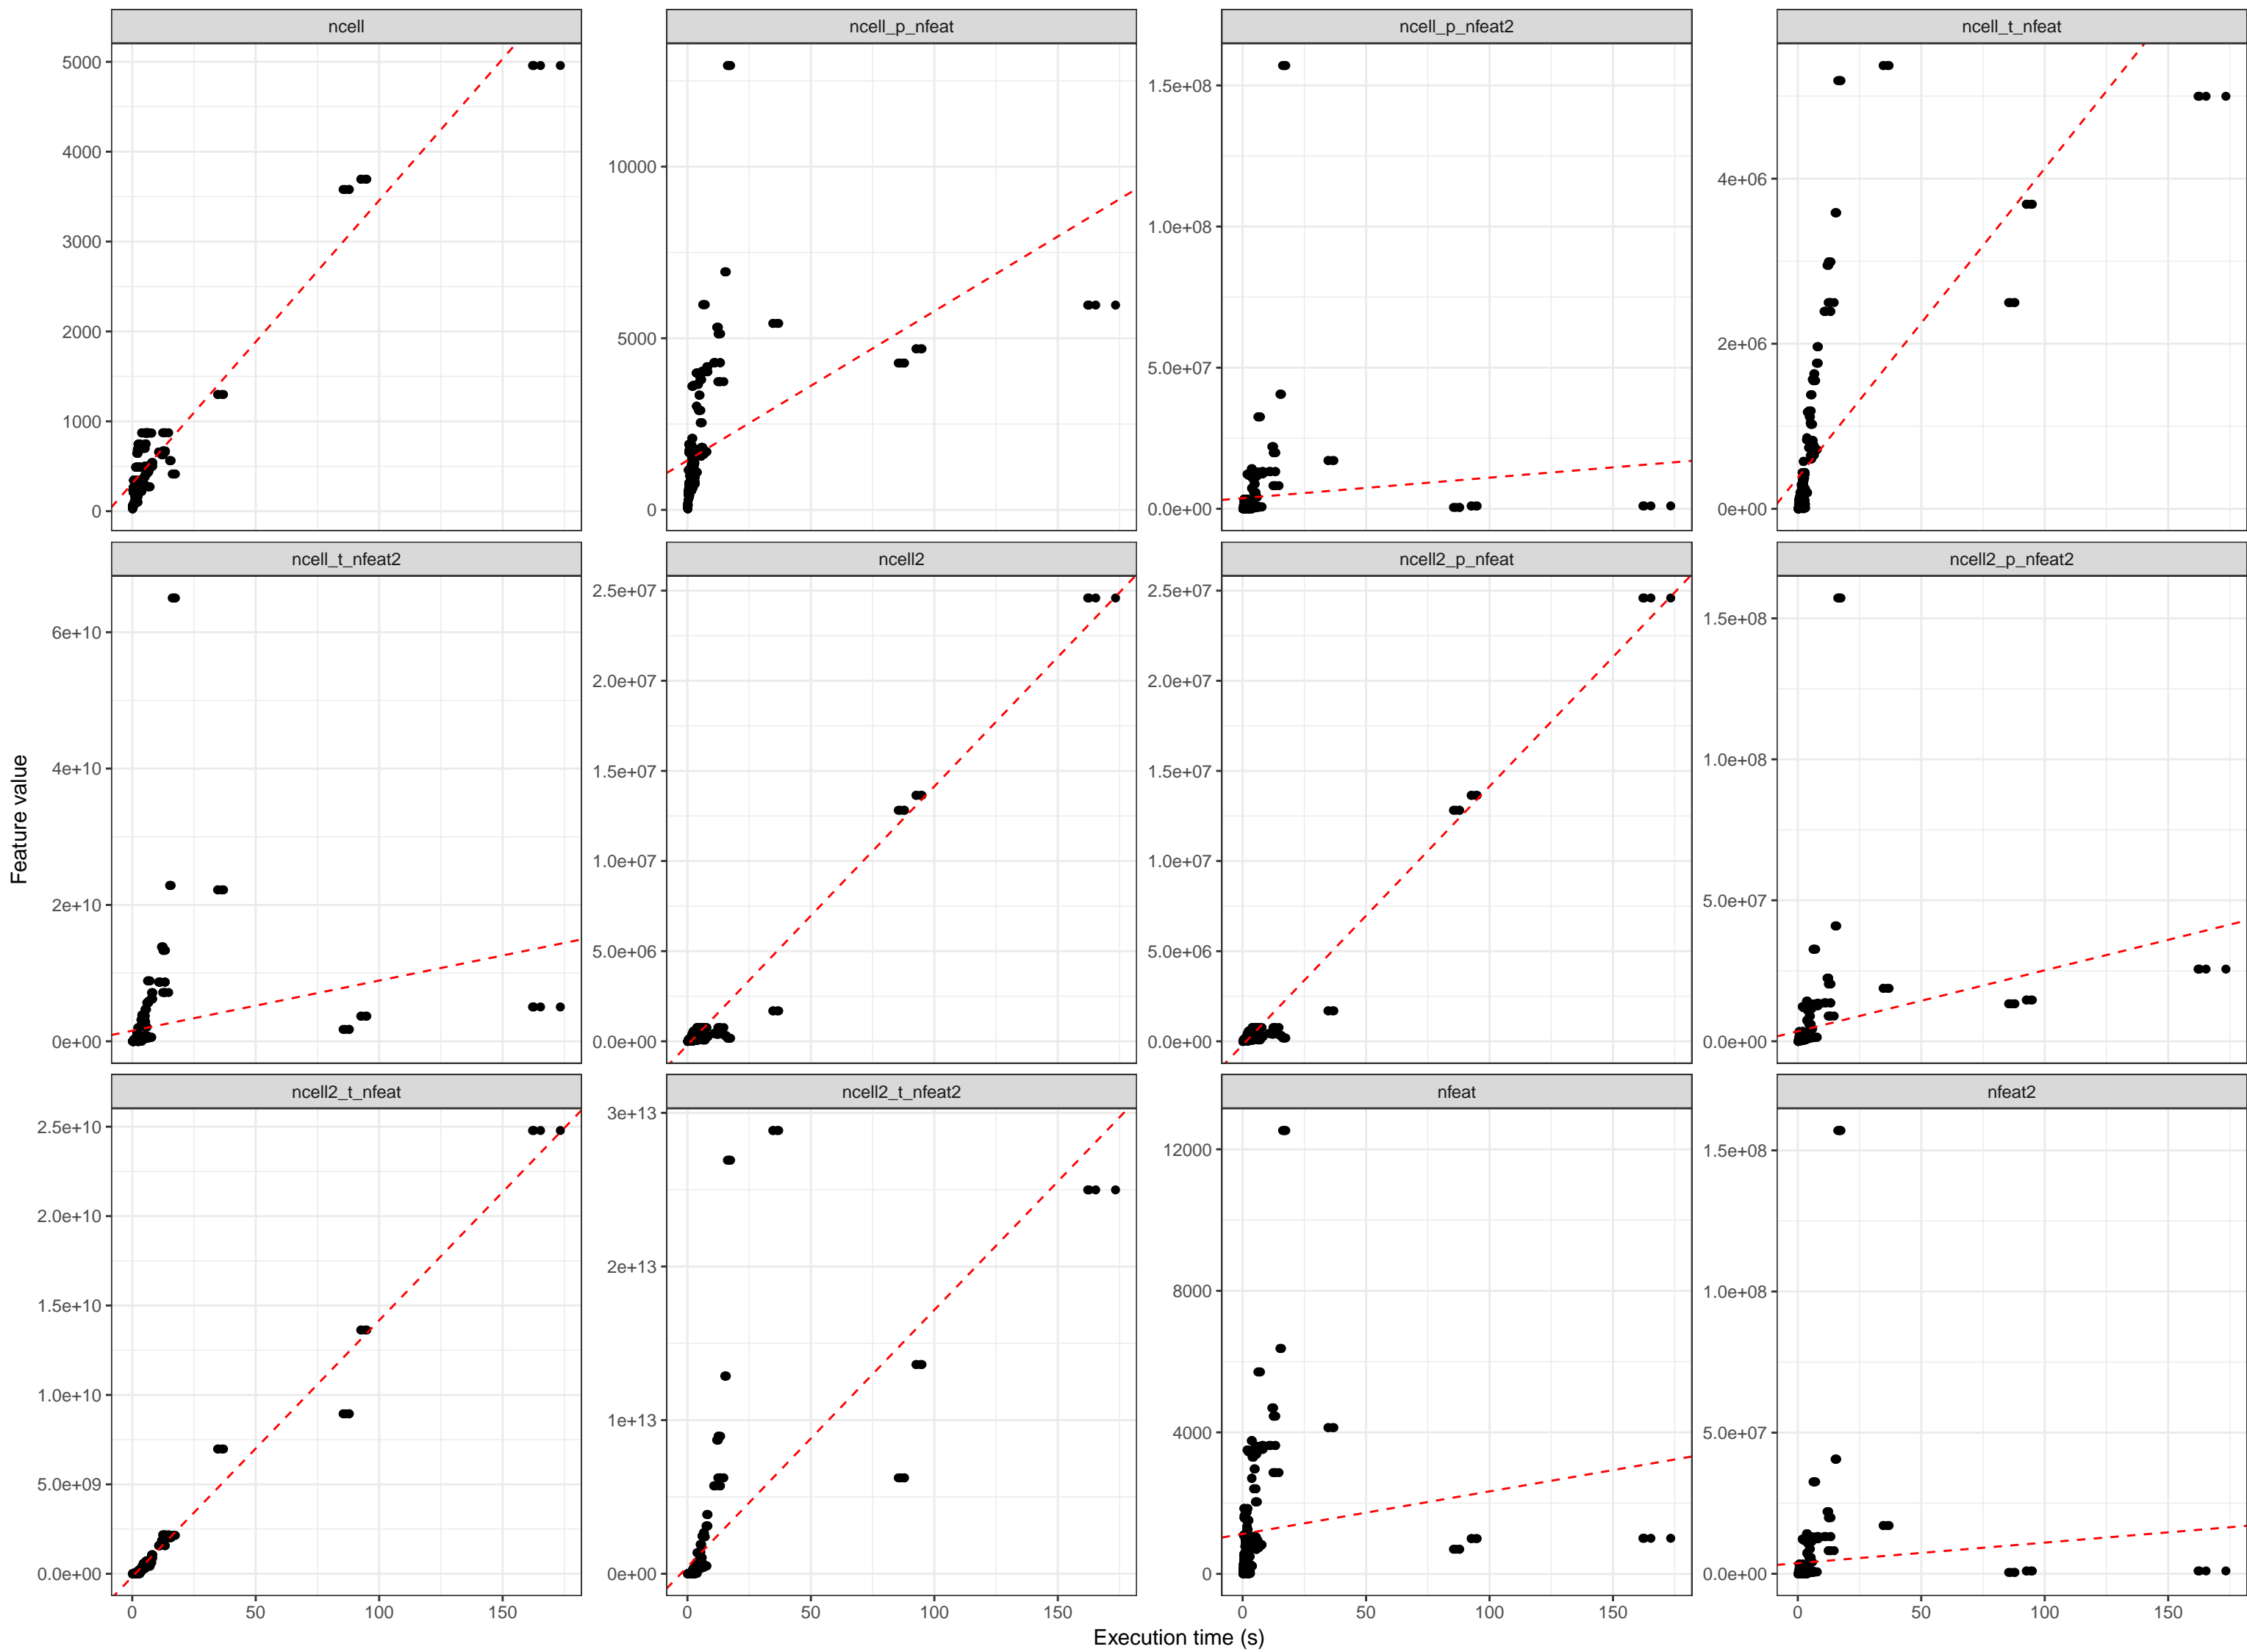 ncell
ncell_p_nfeat
ncell_p_nfeat2
ncell_t_nfeat
5000
4000
3000
2000
1000
0
10000
5000
0
1.5e+08
1.0e+08
5.0e+07
0.0e+00
4e+06
2e+06
0e+00
ncell_t_nfeat2
ncell2
ncell2_p_nfeat
ncell2_p_nfeat2
6e+10
4e+10
2e+10
0e+00
2.5e+07
2.0e+07
1.5e+07
1.0e+07
5.0e+06
0.0e+00
2.5e+07
2.0e+07
1.5e+07
1.0e+07
5.0e+06
0.0e+00
1.5e+08
1.0e+08
5.0e+07
0.0e+00
Feature value
ncell2_t_nfeat
ncell2_t_nfeat2
nfeat
nfeat2
2.5e+10
2.0e+10
1.5e+10
1.0e+10
5.0e+09
0.0e+00
3e+13
2e+13
1e+13
0e+00
12000
8000
4000
0
1.5e+08
1.0e+08
5.0e+07
0.0e+00
0 50 100 150
0 50 100 150
0 50 100 150
0 50 100 150
Execution time (s)